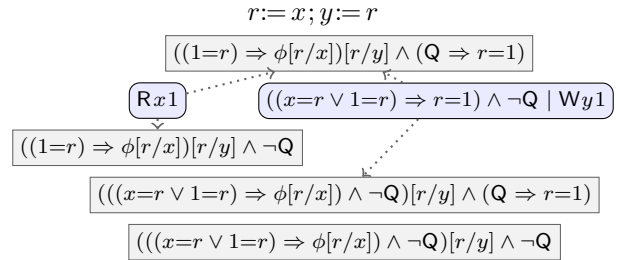 r:= x; y:= r
((1=r) ⇒ ϕ[r/x])[r/y] ∧ (Q ⇒ r=1)
Rx1 ((x=r ∨ 1=r) ⇒ r=1) ∧ ¬Q | Wy1
((1=r) ⇒ ϕ[r/x])[r/y] ∧ ¬Q
(((x=r ∨ 1=r) ⇒ ϕ[r/x]) ∧ ¬Q)[r/y] ∧ (Q ⇒ r=1)
(((x=r ∨ 1=r) ⇒ ϕ[r/x]) ∧ ¬Q)[r/y] ∧ ¬Q